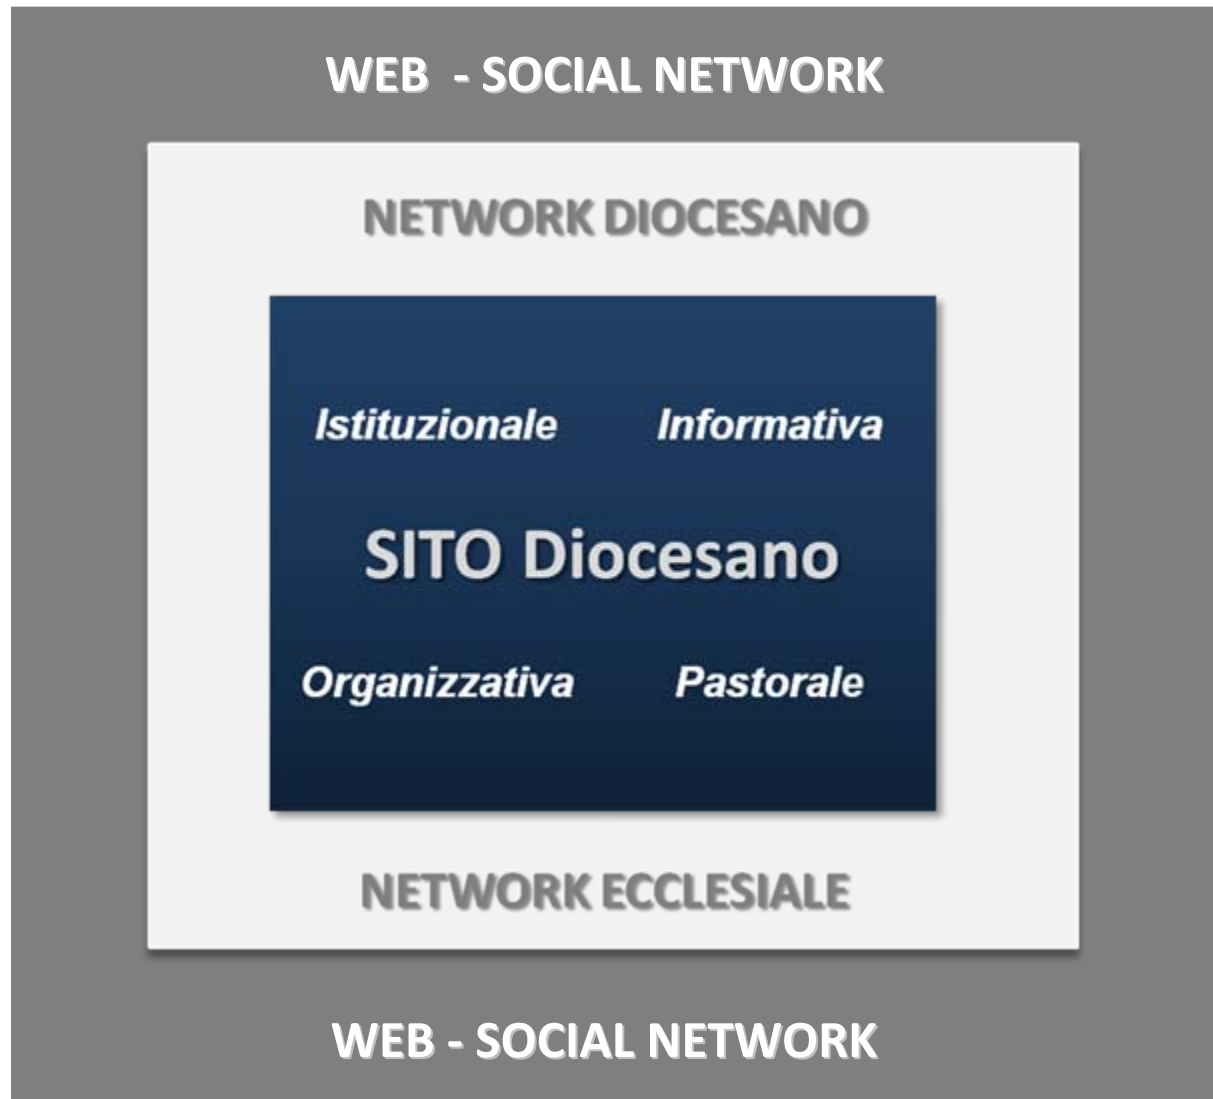 WEB - SOCIAL NETWORK
NETWORK DIOCESANO
Istituzionale Informativa
SITO Diocesano
Organizzativa Pastorale
NETWORK ECCLESIALE
WEB - SOCIAL NETWORK